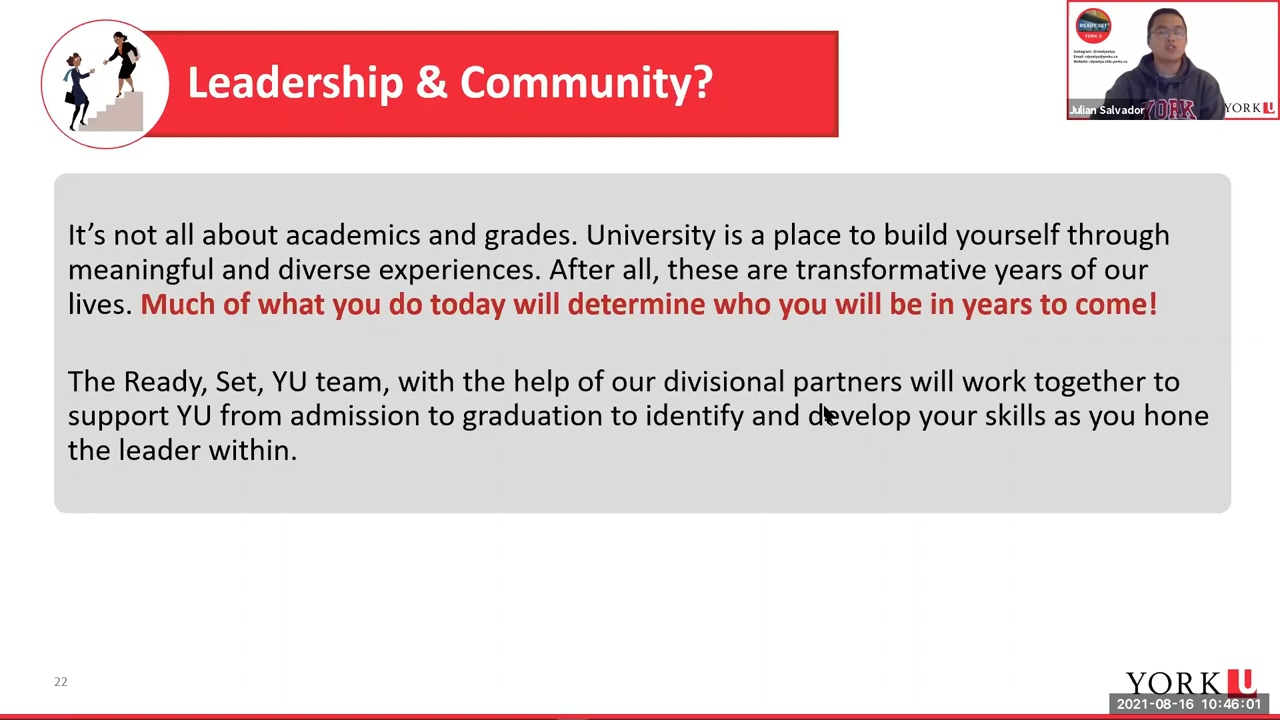 Leadership & Community?
READY SET
YORK U
Julian Salvador
YORK
YORK U
It's not all about academics and grades. University is a place to build yourself through
meaningful and diverse experiences. After all, these are transformative years of our
lives. Much of what you do today will determine who you will be in years to come!
The Ready, Set, YU team, with the help of our divisional partners will work together to
support YU from admission to graduation to identify and develop your skills as you hone
the leader within.
22
YORK U
2021-08-16 10:46:01